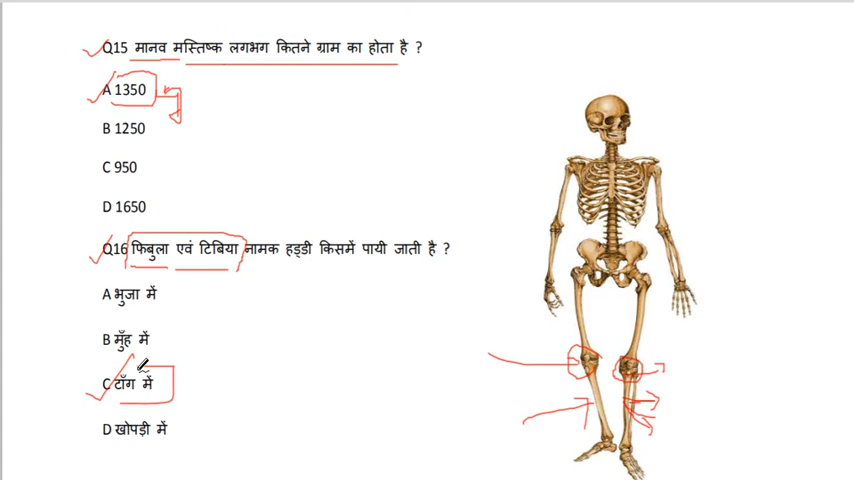 Q15 मानव मस्तिष्क लगभग कितने ग्राम का होता है ?
A 1350
B 1250
C 950
D 1650
Q16 फिबुला एवं टिबिया नामक हड्डी किसमें पायी जाती है ?
A भुजा में
B मुँह में
C टाँग में
D खोपड़ी में